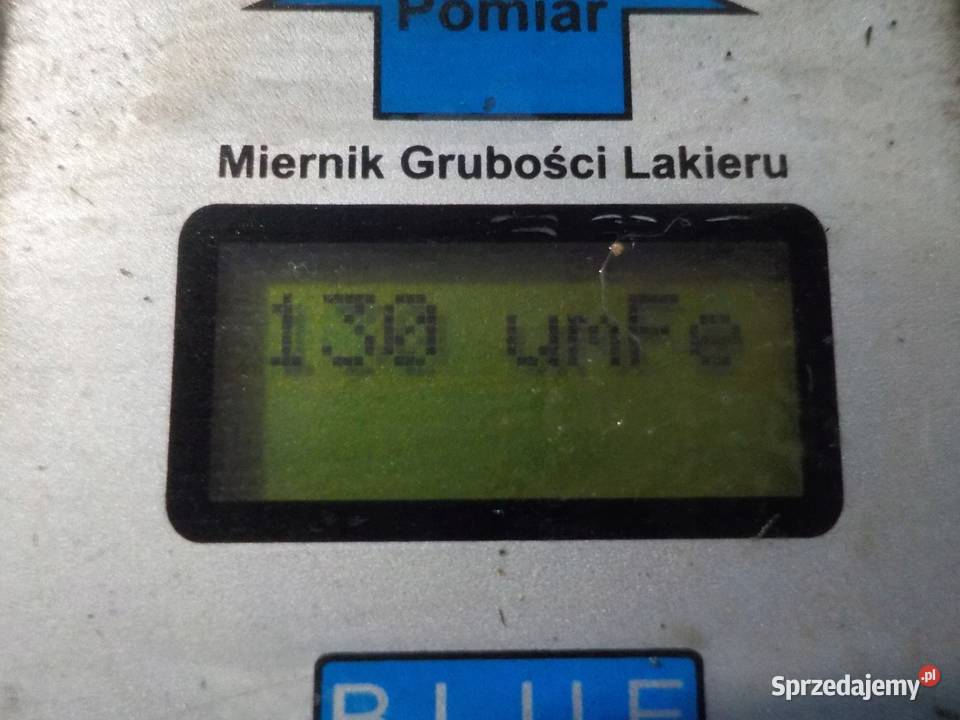 Pomiar
Miernik Grubości Lakieru
130 umFe
BLUE
Sprzedajemy.pl